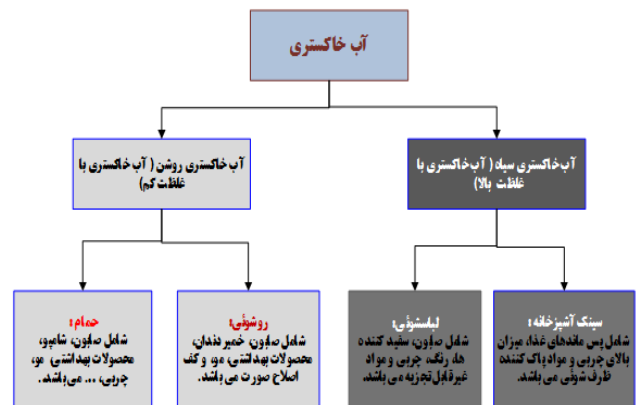 آب خاکستری
آب خاکستری سیاه ( آب خاکستری با
غلظت بالا)
آب خاکستری روشن ( آب خاکستری با
غلظت کم)
سینک آشپزخانه:
شامل پس ماندهای غذا، میزان
بالای چربی و مواد پاک کننده
ظرف شوئی می باشد.
لباسشوئی:
شامل صابون، سفید کننده
ها، رنگ، چربی و مواد
غیرقابل تجزیه می باشد.
روشوئی:
شامل صابون، خمیر دندان،
محصولات بهداشتی، مو، و کف
اصلاح صورت می باشد.
حمام:
شامل صابون، شامپو،
محصولات بهداشتی، مو،
چربی، ... می باشد.